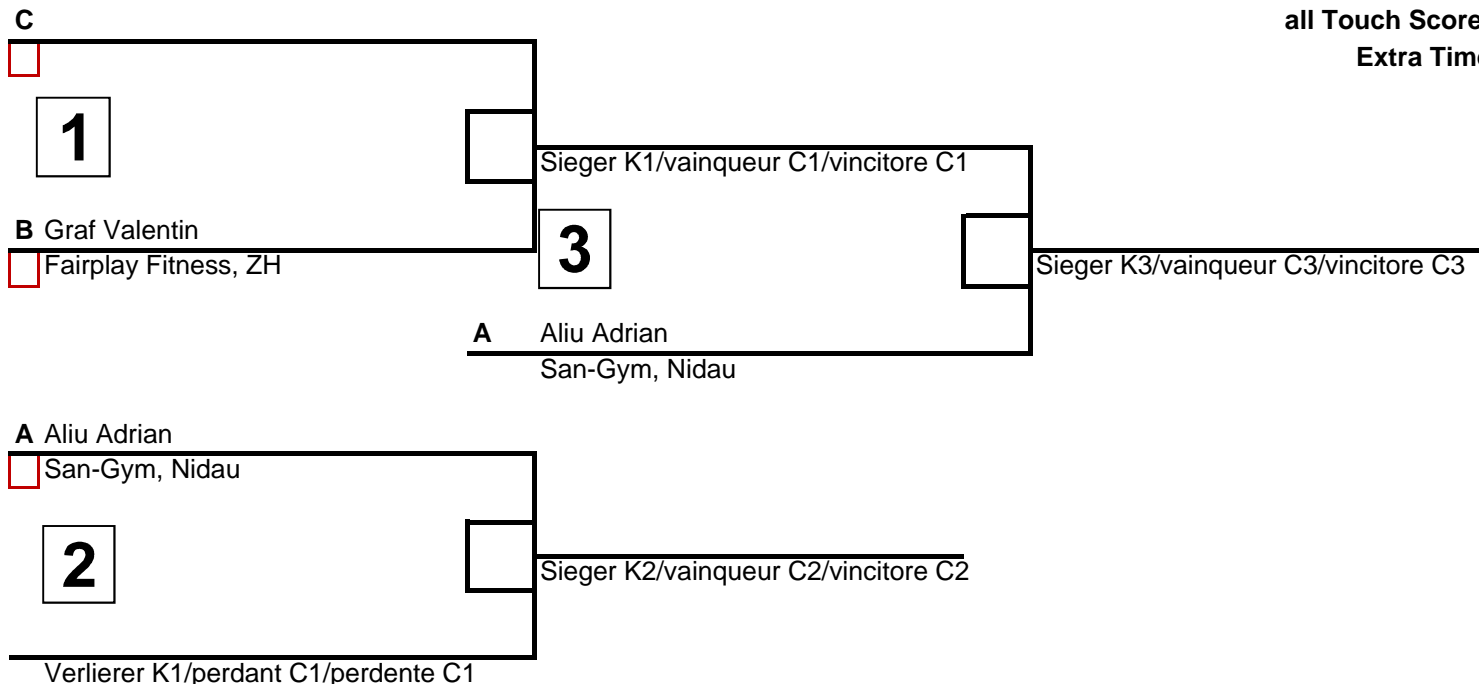 C
all Touch Score
Extra Time
1
Sieger K1/vainqueur C1/vincitore C1
B Graf Valentin
Fairplay Fitness, ZH
3
Sieger K3/vainqueur C3/vincitore C3
A Aliu Adrian
San-Gym, Nidau
A Aliu Adrian
San-Gym, Nidau
2
Sieger K2/vainqueur C2/vincitore C2
Verlierer K1/perdant C1/perdente C1